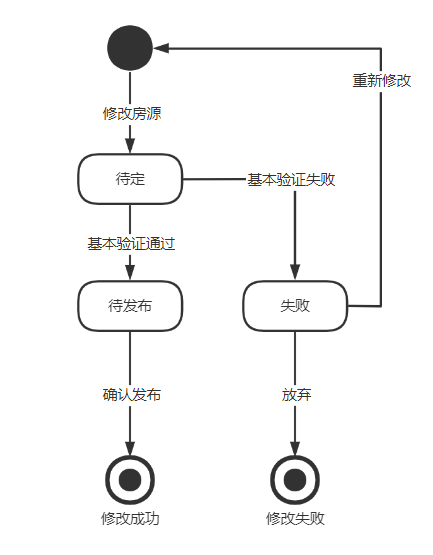 重新修改
修改房源
待定
基本验证失败
基本验证通过
待发布
失败
确认发布
放弃
修改成功
修改失败